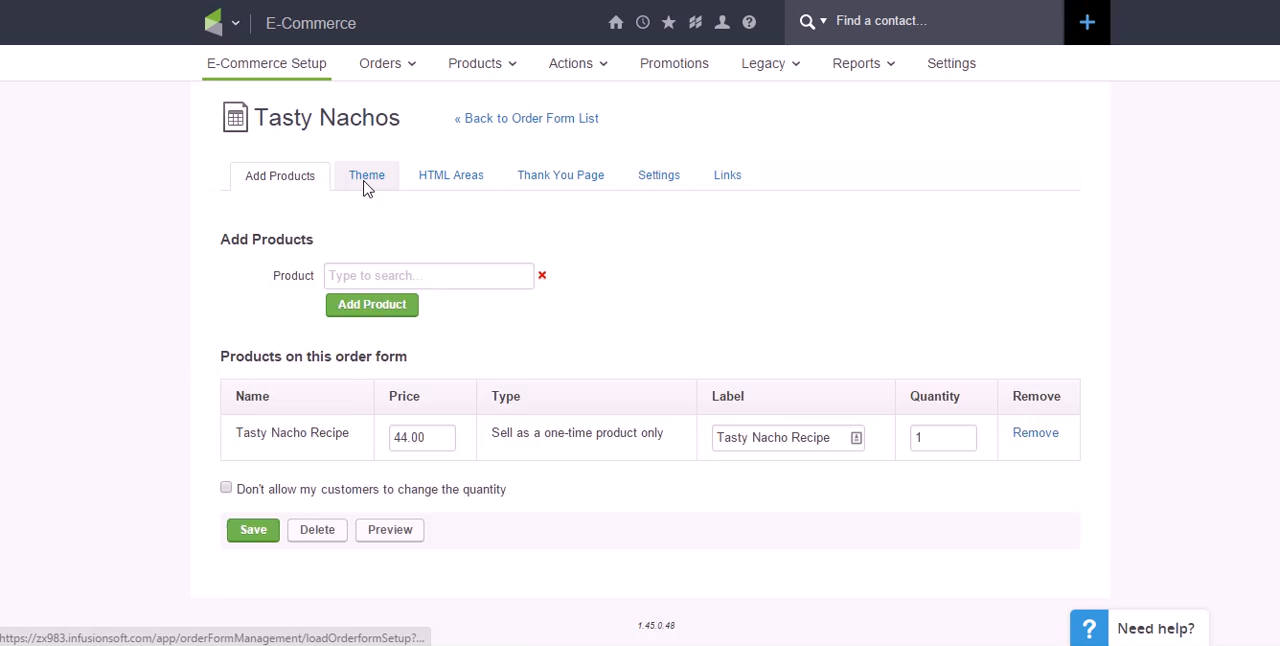 E-Commerce
Find a contact...
E-Commerce Setup Orders Products Actions Promotions Legacy Reports Settings
Tasty Nachos « Back to Order Form List
Add Products Theme HTML Areas Thank You Page Settings Links
Add Products
Product Type to search...
Add Product
Products on this order form
Name Price Type Label Quantity Remove
Tasty Nacho Recipe 44.00 Sell as a one-time product only Tasty Nacho Recipe 1 Remove
Don't allow my customers to change the quantity
Save Delete Preview
1.45.0.48
? Need help?
https://zx983.infusionsoft.com/app/orderFormManagement/loadOrderformSetup?...